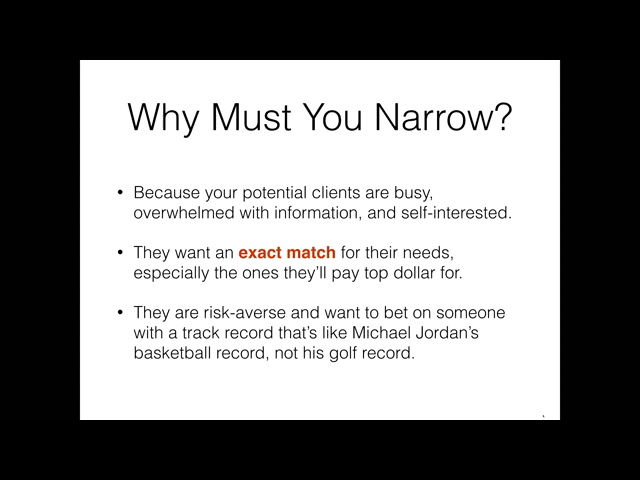 Why Must You Narrow?
• Because your potential clients are busy,
overwhelmed with information, and self-interested.
• They want an exact match for their needs,
especially the ones they'll pay top dollar for.
• They are risk-averse and want to bet on someone
with a track record that's like Michael Jordan's
basketball record, not his golf record.